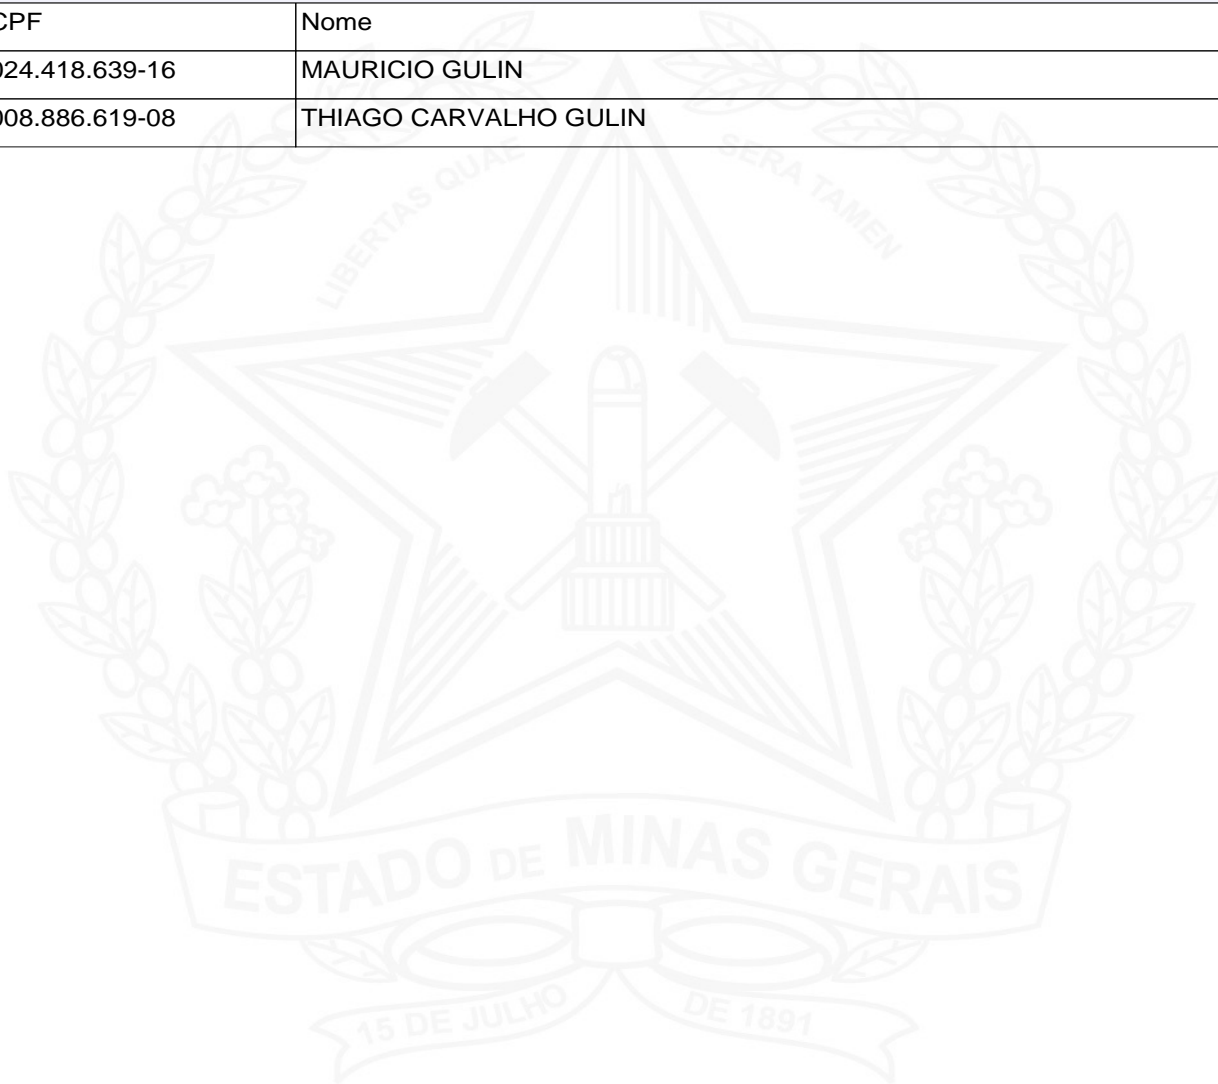 CPF Nome
024.418.639-16 MAURICIO GULIN
008.886.619-08 THIAGO CARVALHO GULIN
LIBERTAS QUAE SERA TAMEN
ESTADO DE MINAS GERAIS
15 DE JULHO DE 1891